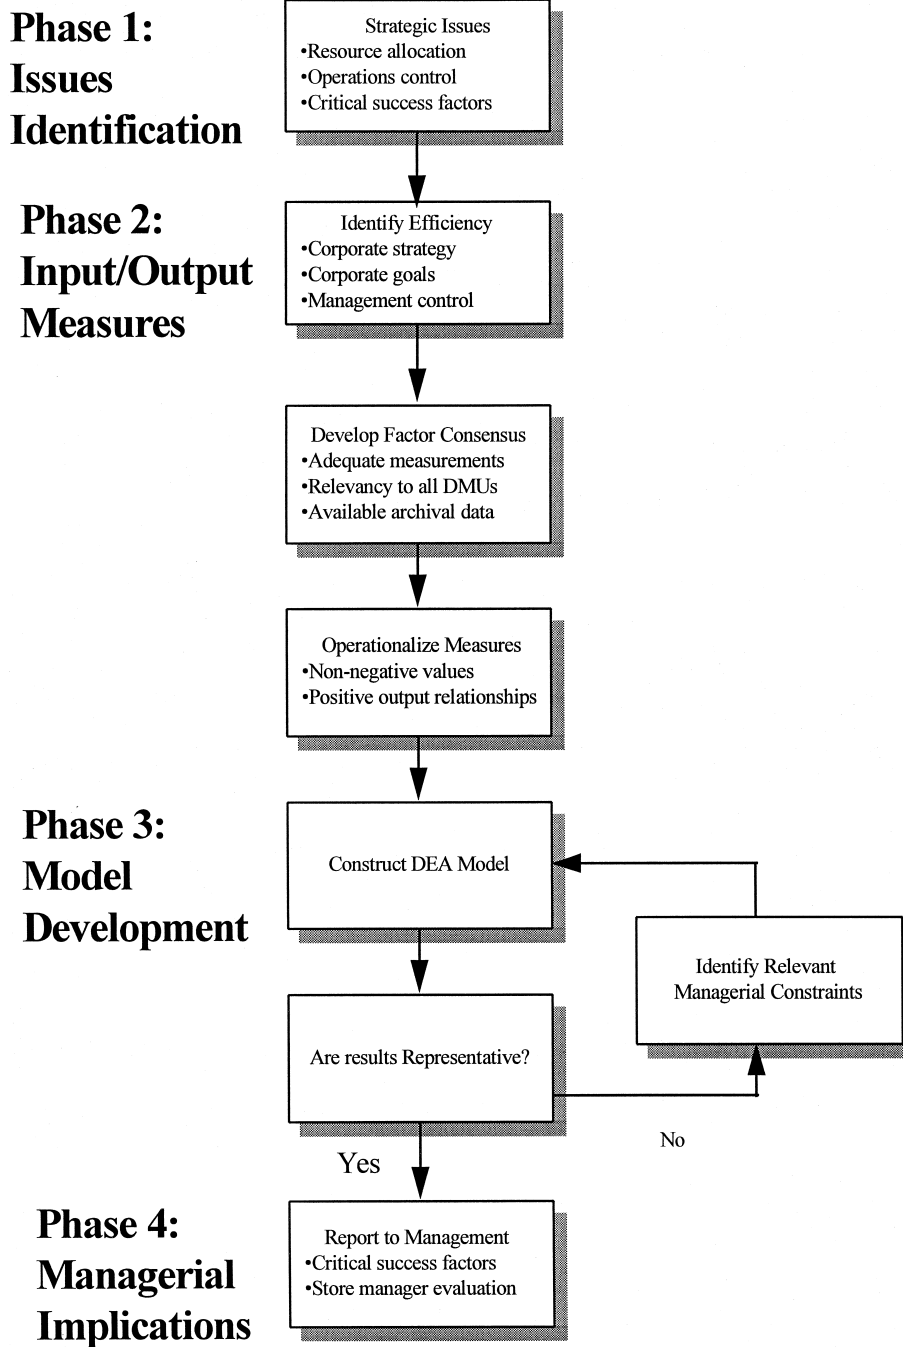 Phase 1:
Issues
Identification
Strategic Issues
•Resource allocation
•Operations control
•Critical success factors
Phase 2:
Input/Output
Measures
Identify Efficiency
•Corporate strategy
•Corporate goals
•Management control
Develop Factor Consensus
•Adequate measurements
•Relevancy to all DMUs
•Available archival data
Operationalize Measures
•Non-negative values
•Positive output relationships
Phase 3:
Model
Development
Construct DEA Model
Identify Relevant
Managerial Constraints
Are results Representative?
No
Yes
Phase 4:
Managerial
Implications
Report to Management
•Critical success factors
•Store manager evaluation